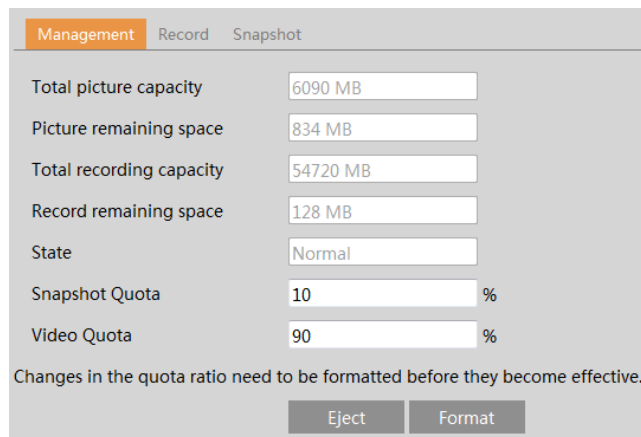 Management Record Snapshot
Total picture capacity 6090 MB
Picture remaining space 834 MB
Total recording capacity 54720 MB
Record remaining space 128 MB
State Normal
Snapshot Quota 10 %
Video Quota 90 %
Changes in the quota ratio need to be formatted before they become effective.
Eject Format